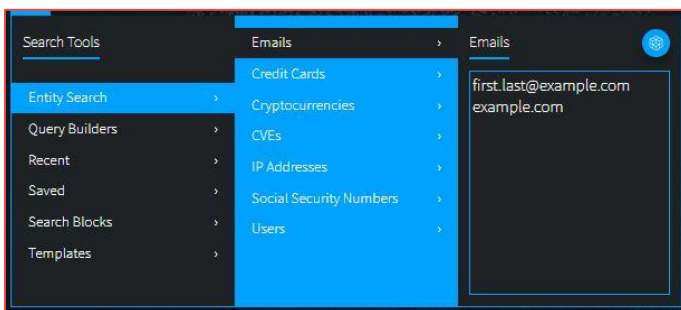 Search Tools
Entity Search
Query Builders
Recent
Saved
Search Blocks
Templates
Emails
Credit Cards
Cryptocurrencies
CVEs
IP Addresses
Social Security Numbers
Users
Emails
first.last@example.com
example.com